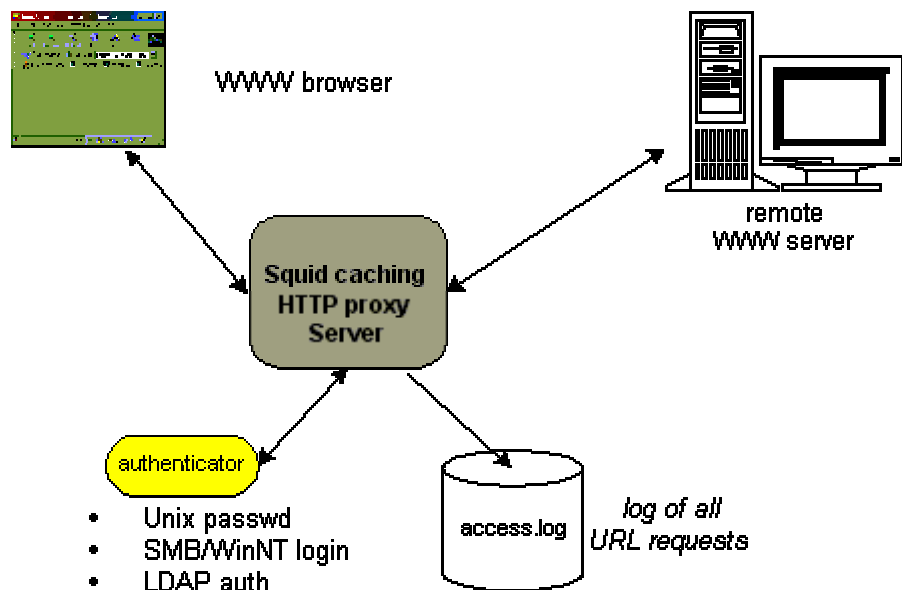 WWW browser
remote
WWW server
Squid caching
HTTP proxy
Server
authenticator
• Unix passwd
• SMB/WinNT login
• LDAP auth
access.log
log of all
URL requests